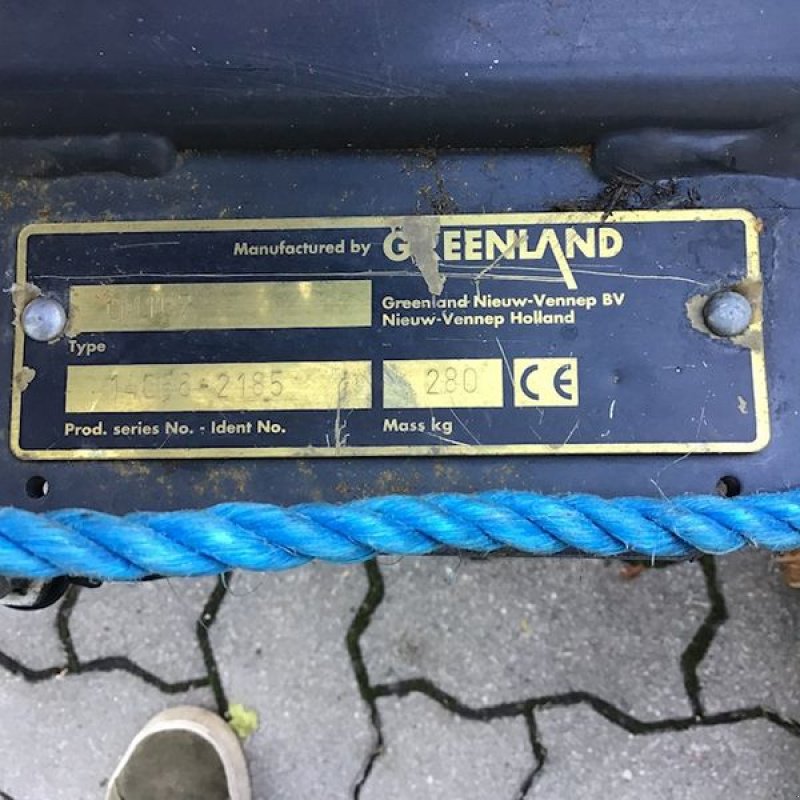 Manufactured by GREENLAND
Greenland Nieuw-Vennep BV
Nieuw-Vennep Holland
Type
280 CE
Prod. series No. - Ident No. Mass kg